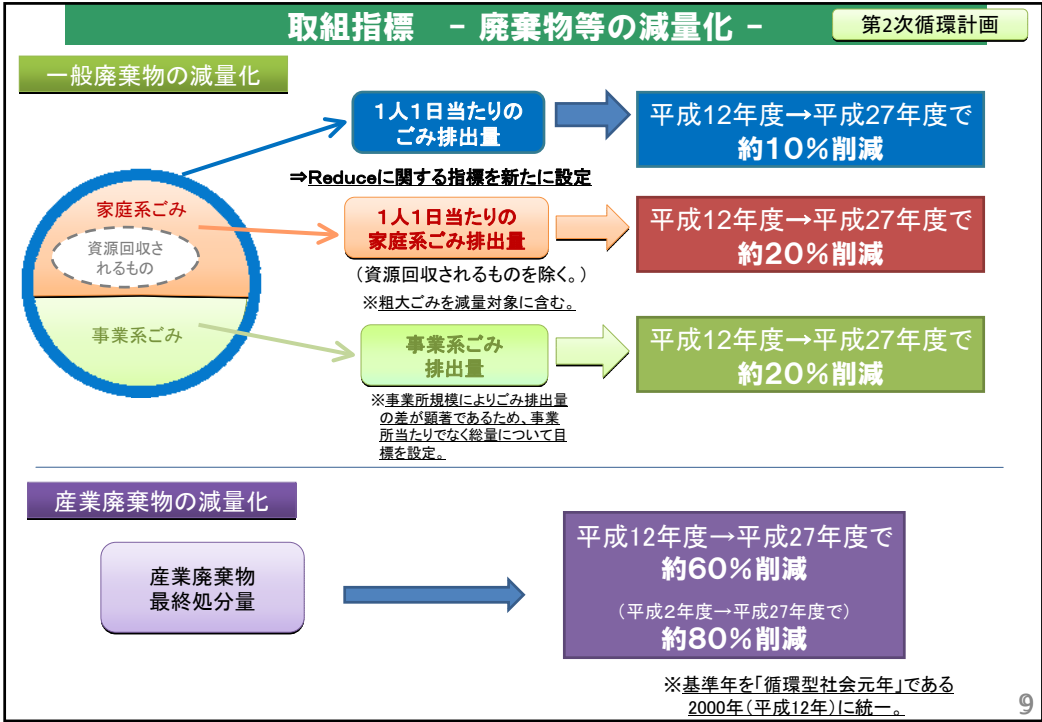 取組指標 － 廃棄物等の減量化 －
第2次循環計画
一般廃棄物の減量化
1人1日当たりの
ごみ排出量
平成12年度→平成27年度で
約10％削減
⇒Reduceに関する指標を新たに設定
家庭系ごみ
資源回収さ
れるもの
事業系ごみ
1人1日当たりの
家庭系ごみ排出量
平成12年度→平成27年度で
約20％削減
（資源回収されるものを除く。）
※粗大ごみを減量対象に含む。
事業系ごみ
排出量
平成12年度→平成27年度で
約20％削減
※事業所規模によりごみ排出量
の差が顕著であるため、事業
所当たりでなく総量について目
標を設定。
産業廃棄物の減量化
産業廃棄物
最終処分量
平成12年度→平成27年度で
約60％削減
（平成2年度→平成27年度で）
約80％削減
※基準年を「循環型社会元年」である
2000年（平成12年）に統一。
9